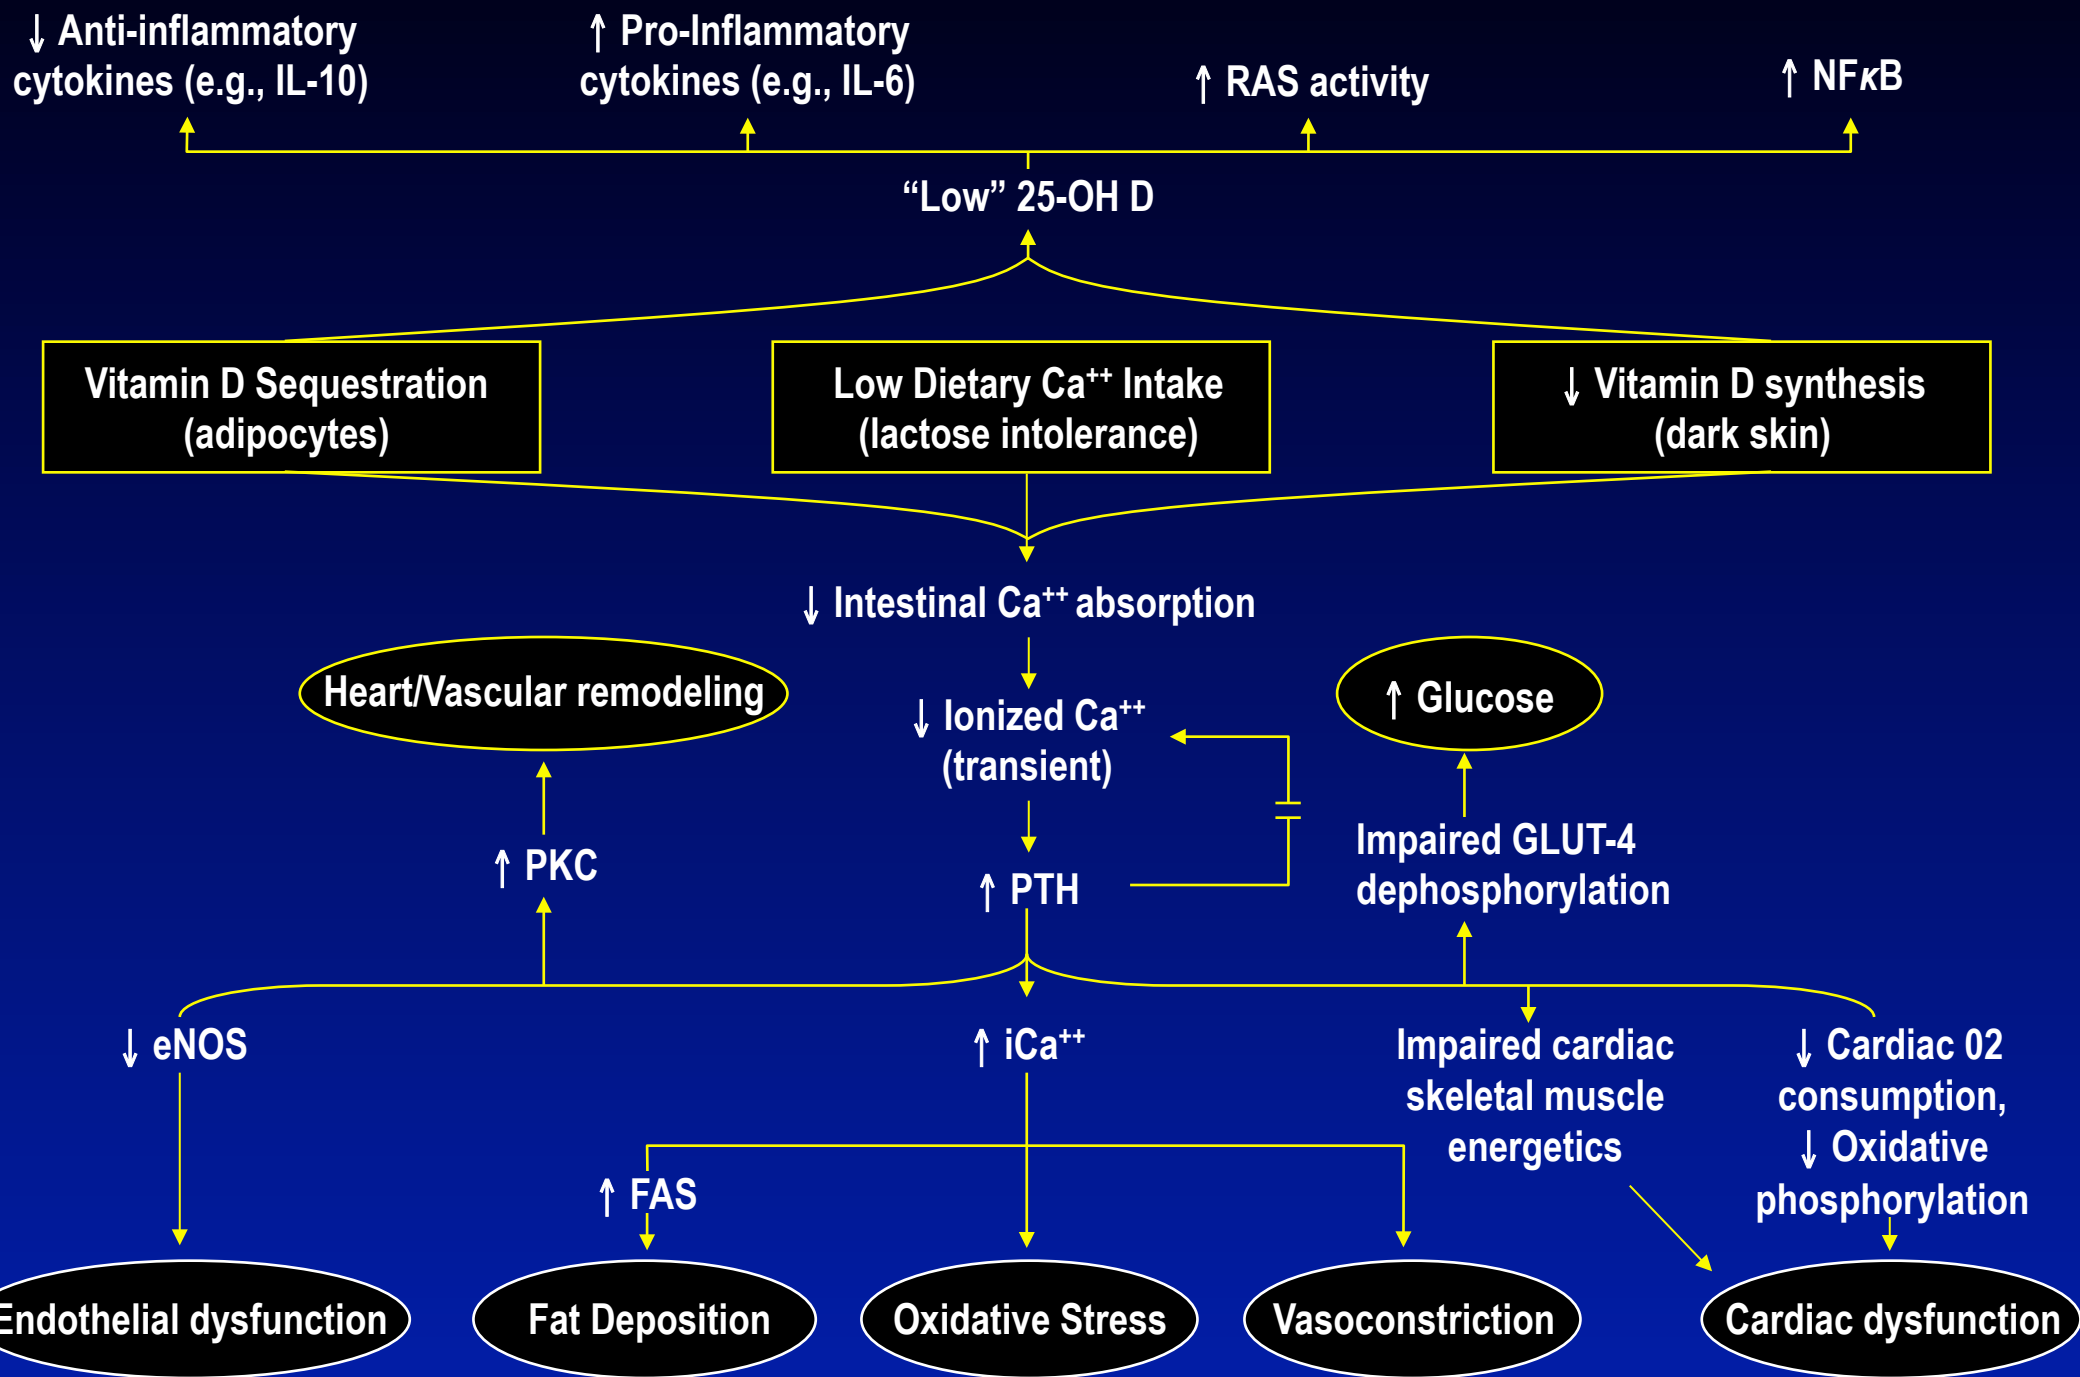 ↓ Anti-inflammatory
cytokines (e.g., IL-10)
↑ Pro-Inflammatory
cytokines (e.g., IL-6)
↑ RAS activity
↑ NFκB
“Low” 25-OH D
Vitamin D Sequestration
(adipocytes)
Low Dietary Ca⁺⁺ Intake
(lactose intolerance)
↓ Vitamin D synthesis
(dark skin)
↓ Intestinal Ca⁺⁺ absorption
Heart/Vascular remodeling
↓ Ionized Ca⁺⁺
(transient)
↑ Glucose
↑ PKC
↑ PTH
Impaired GLUT-4
dephosphorylation
↓ eNOS
↑ iCa⁺⁺
Impaired cardiac
skeletal muscle
energetics
↓ Cardiac 02
consumption,
↓ Oxidative
phosphorylation
↑ FAS
Endothelial dysfunction
Fat Deposition
Oxidative Stress
Vasoconstriction
Cardiac dysfunction